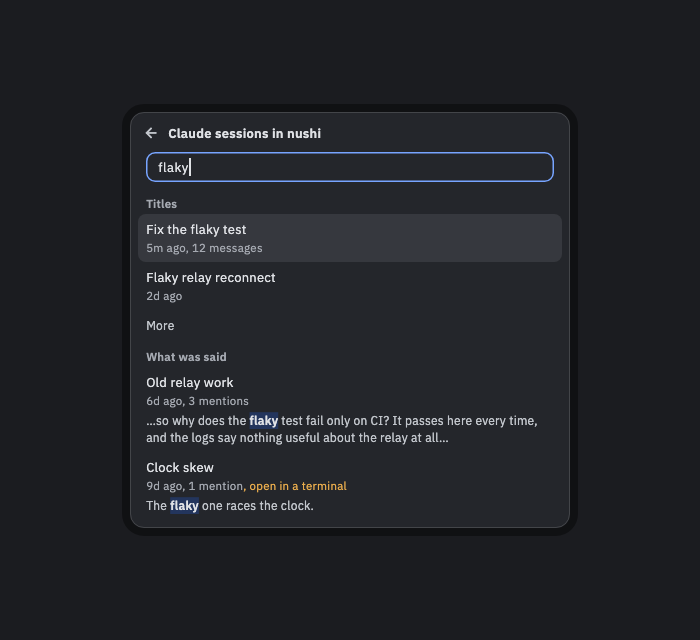 Claude sessions in nushi
flaky
Titles
Fix the flaky test
5m ago, 12 messages
Flaky relay reconnect
2d ago
More
What was said
Old relay work
6d ago, 3 mentions
…so why does the flaky test fail only on CI? It passes here every time,
and the logs say nothing useful about the relay at all…
Clock skew
9d ago, 1 mention, open in a terminal
The flaky one races the clock.